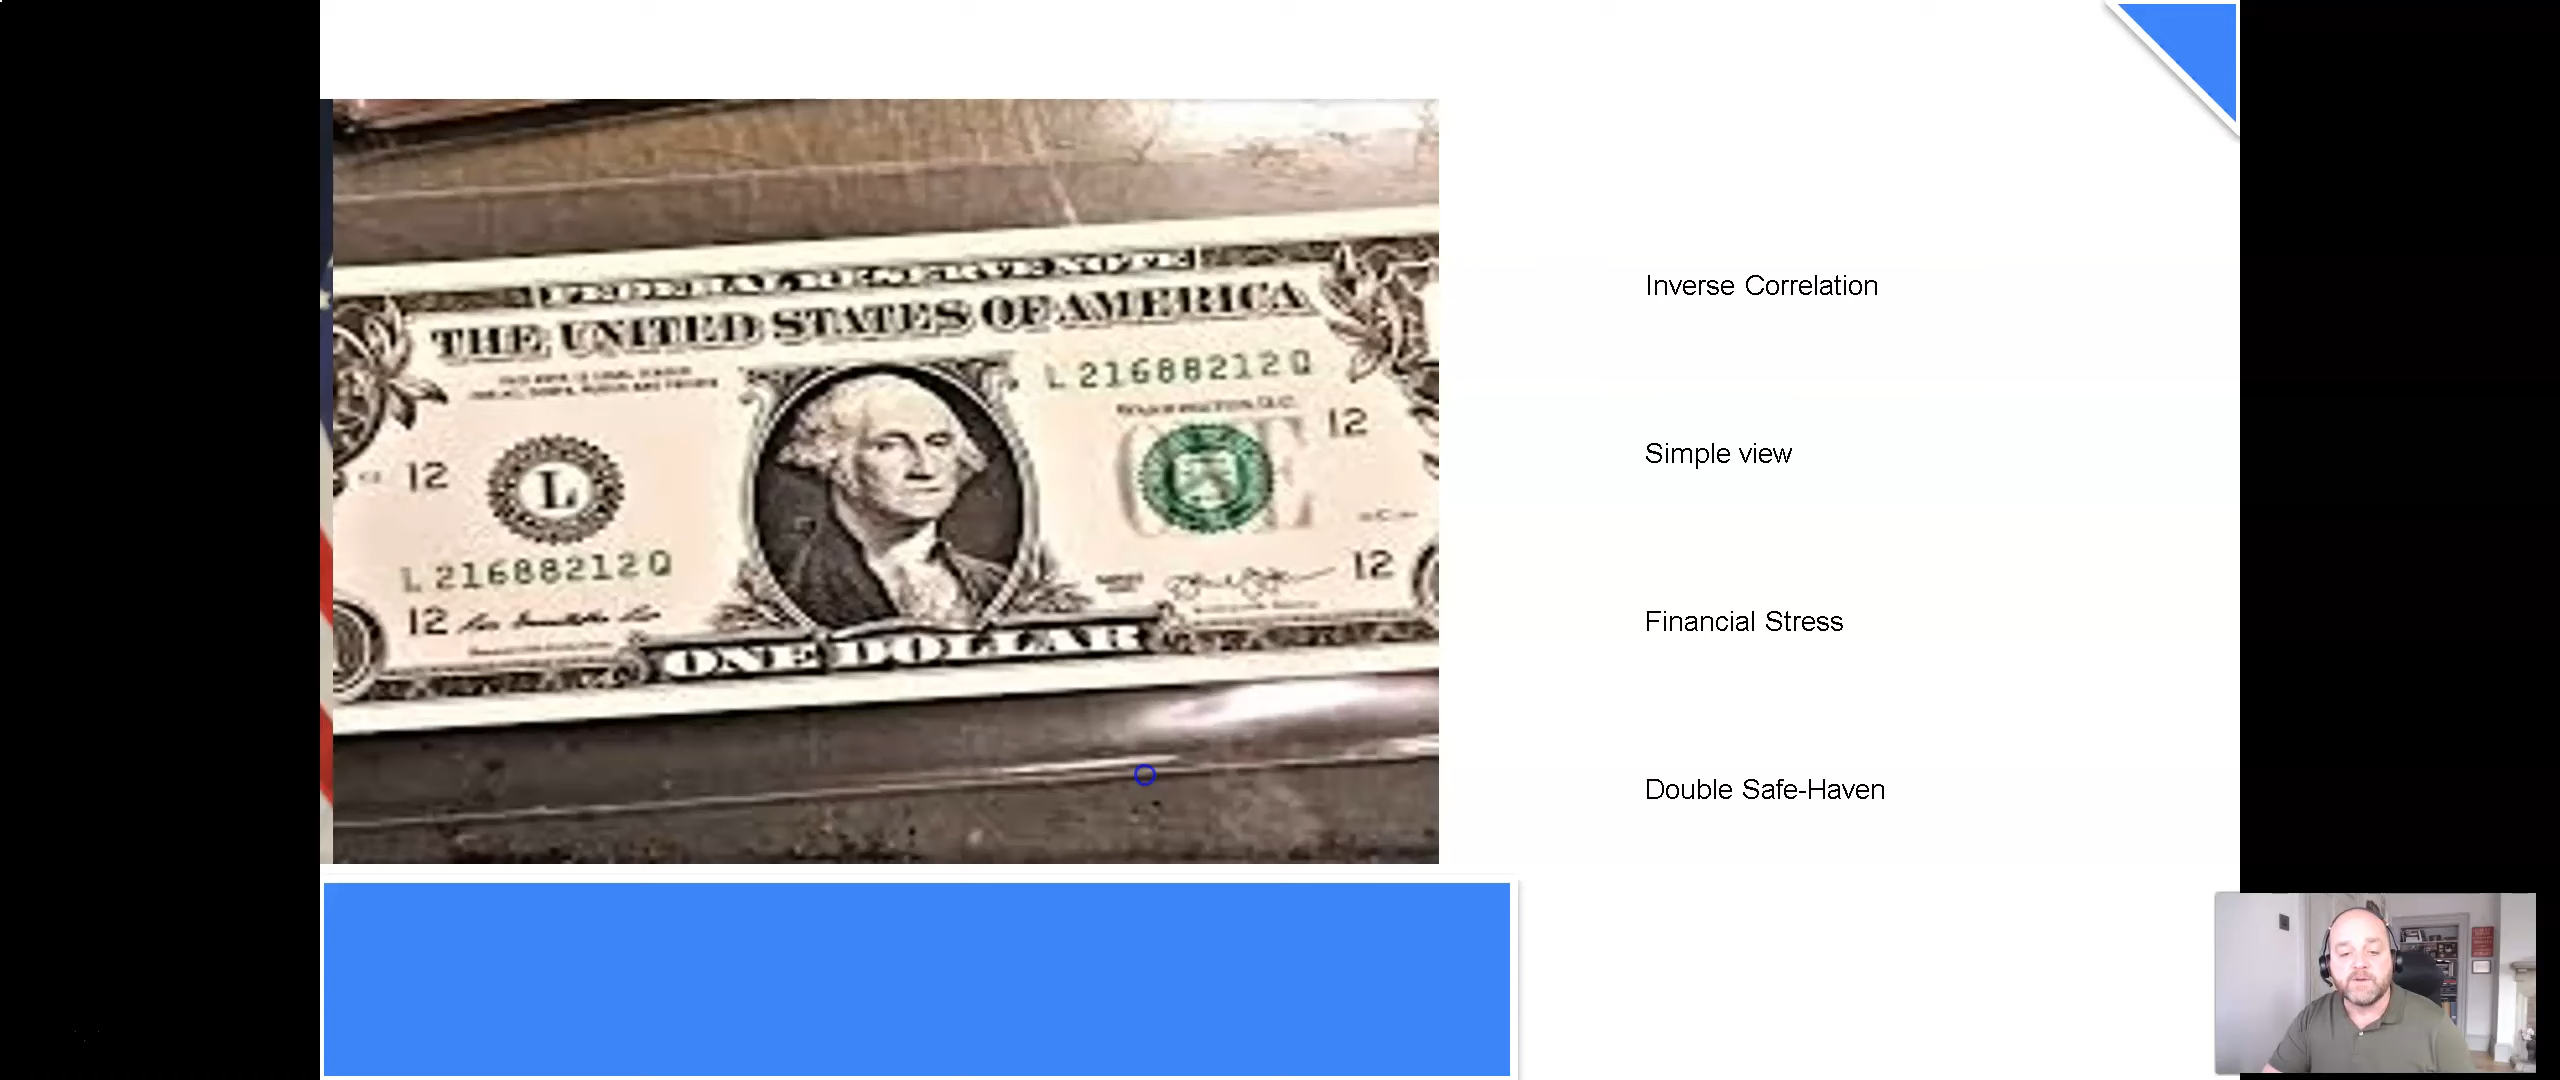 FEDERAL RESERVE NOTE
THE UNITED STATES OF AMERICA
L 21688212 Q
12
12
L
L 21688212 Q
12
12
ONE DOLLAR
Inverse Correlation
Simple view
Financial Stress
Double Safe-Haven